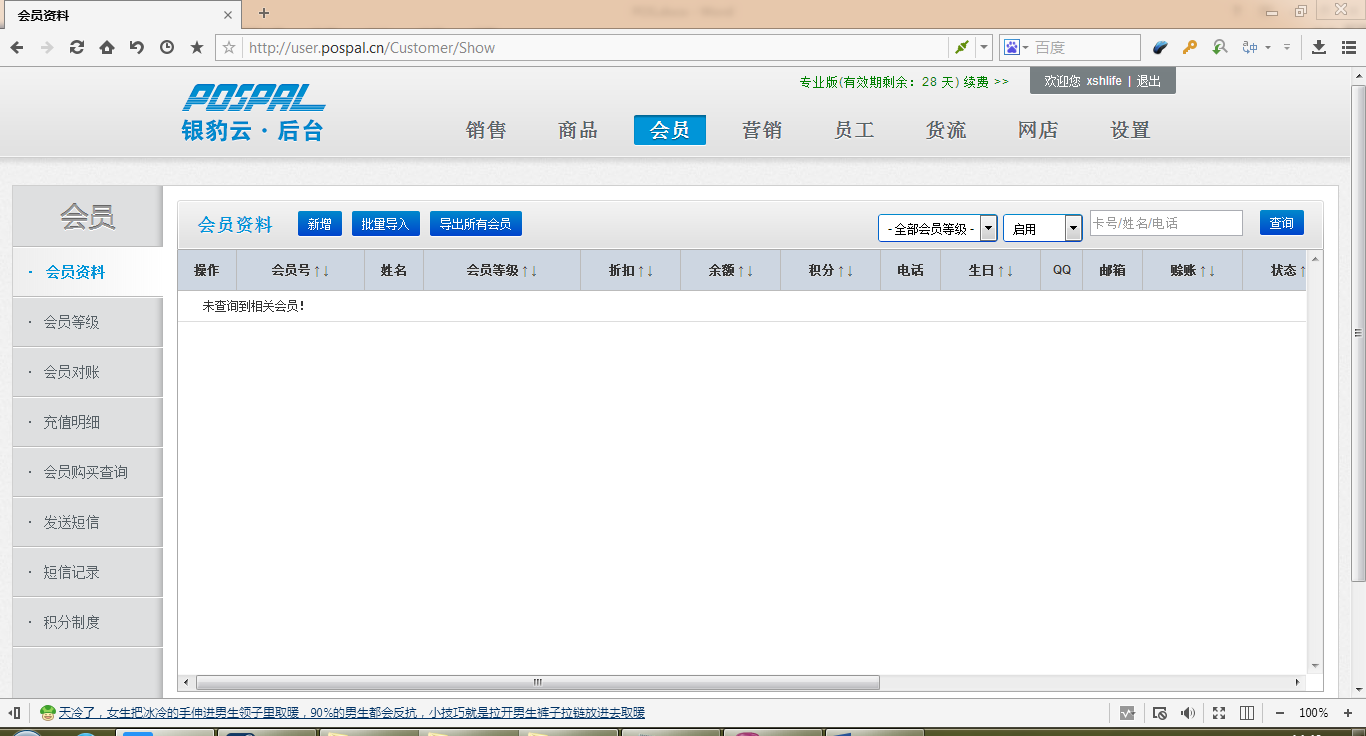 会员资料
http://user.pospal.cn/Customer/Show
百度
专业版(有效期剩余：28 天) 续费 >>
欢迎您 xshlife | 退出
POSPAL
银豹云·后台
销售 商品 会员 营销 员工 货流 网店 设置
会员
· 会员资料
· 会员等级
· 会员对账
· 充值明细
· 会员购买查询
· 发送短信
· 短信记录
· 积分制度
会员资料 新增 批量导入 导出所有会员 - 全部会员等级 - 启用 卡号/姓名/电话 查询
操作 会员号↑↓ 姓名 会员等级↑↓ 折扣↑↓ 余额↑↓ 积分↑↓ 电话 生日↑↓ QQ 邮箱 赊账↑↓ 状态↑
未查询到相关会员！
天冷了，女生把冰冷的手伸进男生领子里取暖，90%的男生都会反抗，小技巧就是拉开男生裤子拉链放进去取暖
100%